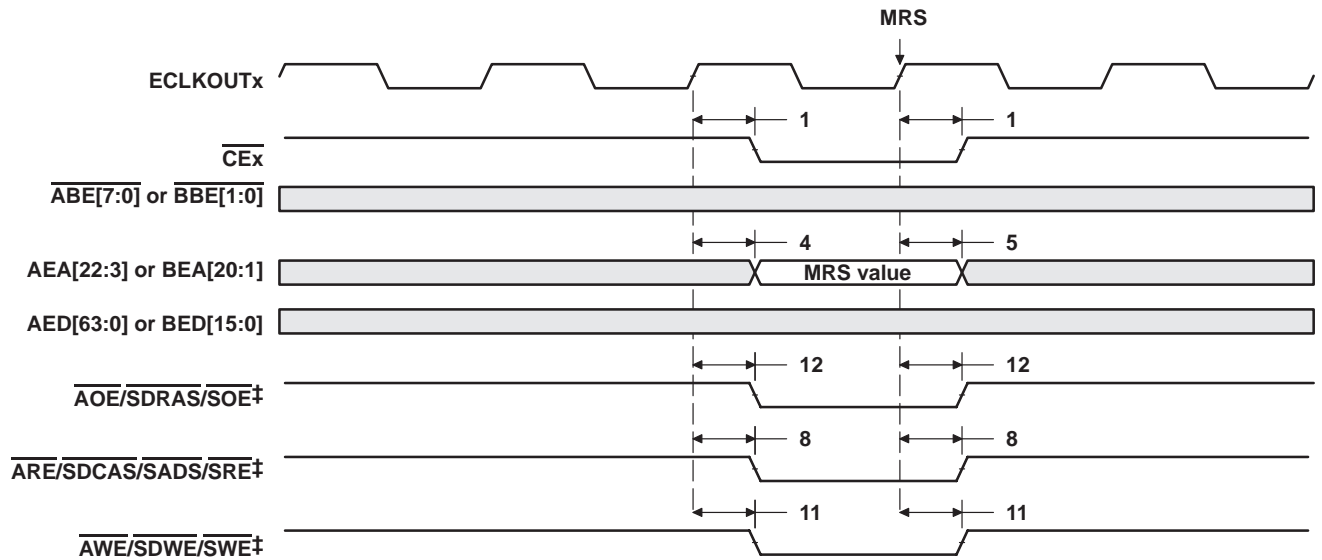 MRS
ECLKOUTx
1 1
CEx
ABE[7:0] or BBE[1:0]
4 5
AEA[22:3] or BEA[20:1] MRS value
AED[63:0] or BED[15:0]
12 12
AOE/SDRAS/SOE‡
8 8
ARE/SDCAS/SADS/SRE‡
11 11
AWE/SDWE/SWE‡